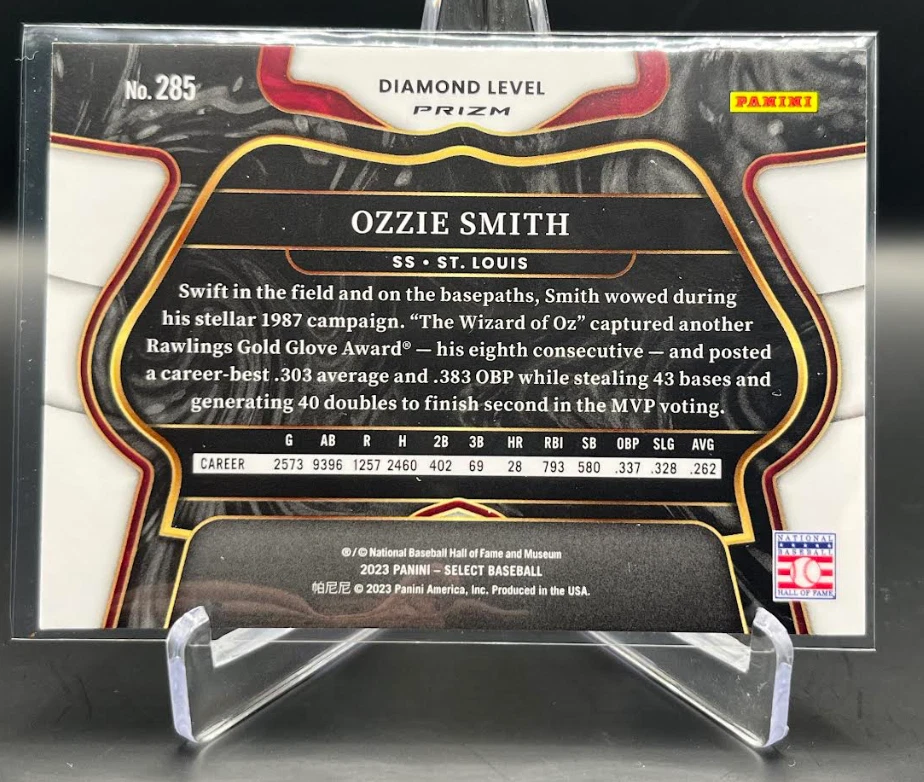 No. 285
DIAMOND LEVEL
PRIZM
PANINI
OZZIE SMITH
SS • ST. LOUIS
Swift in the field and on the basepaths, Smith wowed during
his stellar 1987 campaign. “The Wizard of Oz” captured another
Rawlings Gold Glove Award® — his eighth consecutive — and posted
a career-best .303 average and .383 OBP while stealing 43 bases and
generating 40 doubles to finish second in the MVP voting.
G AB R H 2B 3B HR RBI SB OBP SLG AVG
CAREER 2573 9396 1257 2460 402 69 28 793 580 .337 .328 .262
®/© National Baseball Hall of Fame and Museum
2023 PANINI – SELECT BASEBALL
帕尼尼 © 2023 Panini America, Inc. Produced in the USA.
NATIONAL
BASEBALL
HALL OF FAME